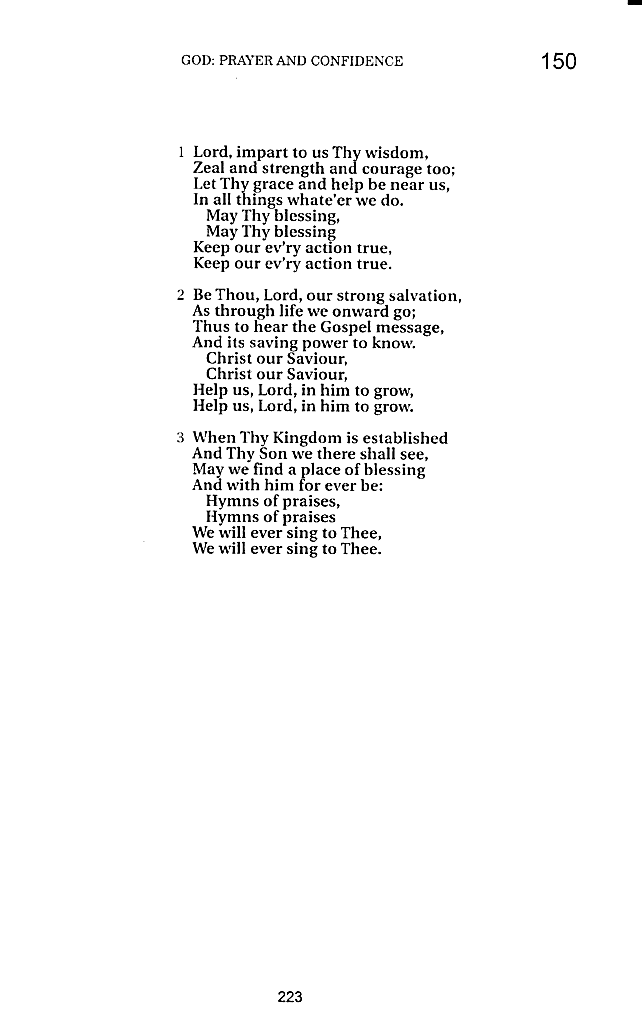 GOD: PRAYER AND CONFIDENCE 150
1 Lord, impart to us Thy wisdom,
Zeal and strength and courage too;
Let Thy grace and help be near us,
In all things whate'er we do.
May Thy blessing,
May Thy blessing
Keep our ev'ry action true,
Keep our ev'ry action true.
2 Be Thou, Lord, our strong salvation,
As through life we onward go;
Thus to hear the Gospel message,
And its saving power to know.
Christ our Saviour,
Christ our Saviour,
Help us, Lord, in him to grow,
Help us, Lord, in him to grow.
3 When Thy Kingdom is established
And Thy Son we there shall see,
May we find a place of blessing
And with him for ever be:
Hymns of praises,
Hymns of praises
We will ever sing to Thee,
We will ever sing to Thee.
223